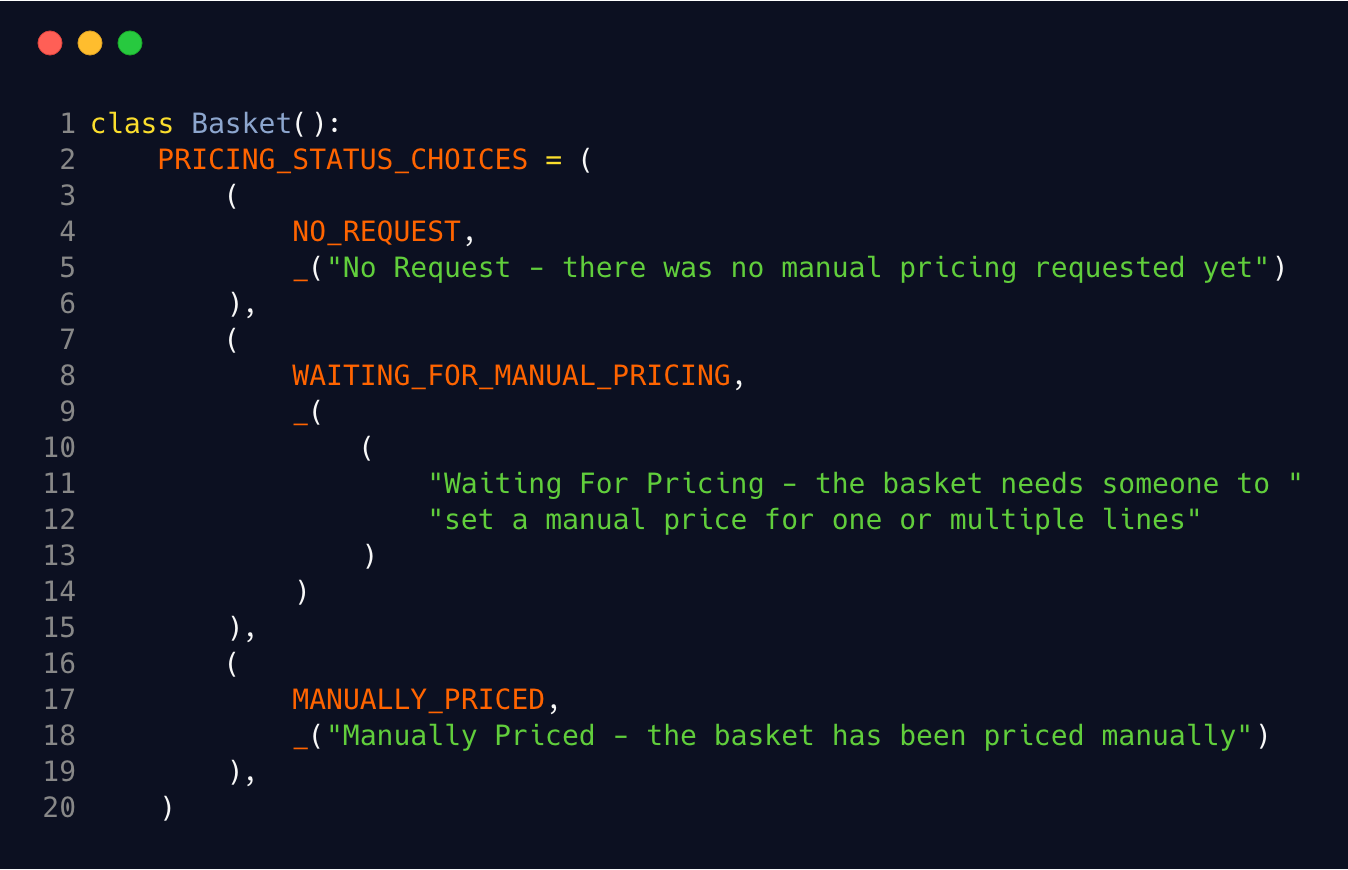 1 class Basket():
2     PRICING_STATUS_CHOICES = (
3         (
4             NO_REQUEST,
5             _("No Request - there was no manual pricing requested yet")
6         ),
7         (
8             WAITING_FOR_MANUAL_PRICING,
9             _(
10                 (
11                     "Waiting For Pricing - the basket needs someone to "
12                     "set a manual price for one or multiple lines"
13                 )
14             )
15         ),
16         (
17             MANUALLY_PRICED,
18             _("Manually Priced - the basket has been priced manually")
19         ),
20     )